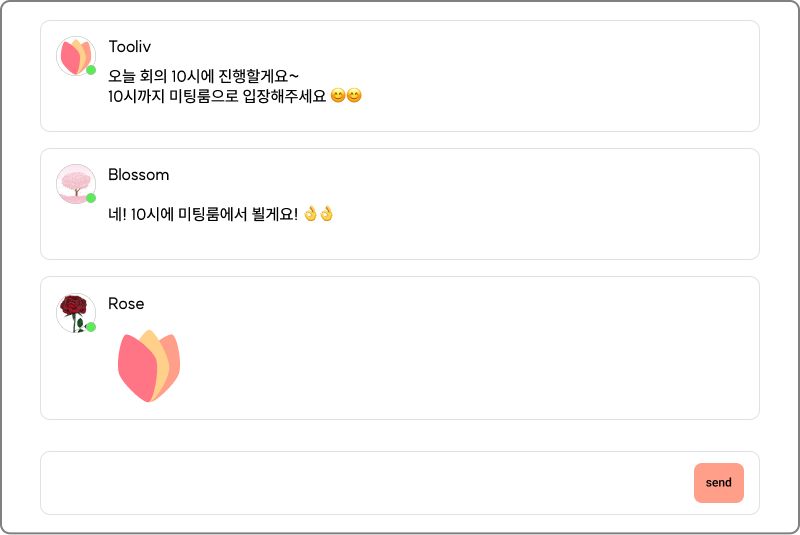 Tooliv
오늘 회의 10시에 진행할게요~
10시까지 미팅룸으로 입장해주세요 😊😊
Blossom
네! 10시에 미팅룸에서 뵐게요! 👌👌
Rose
send